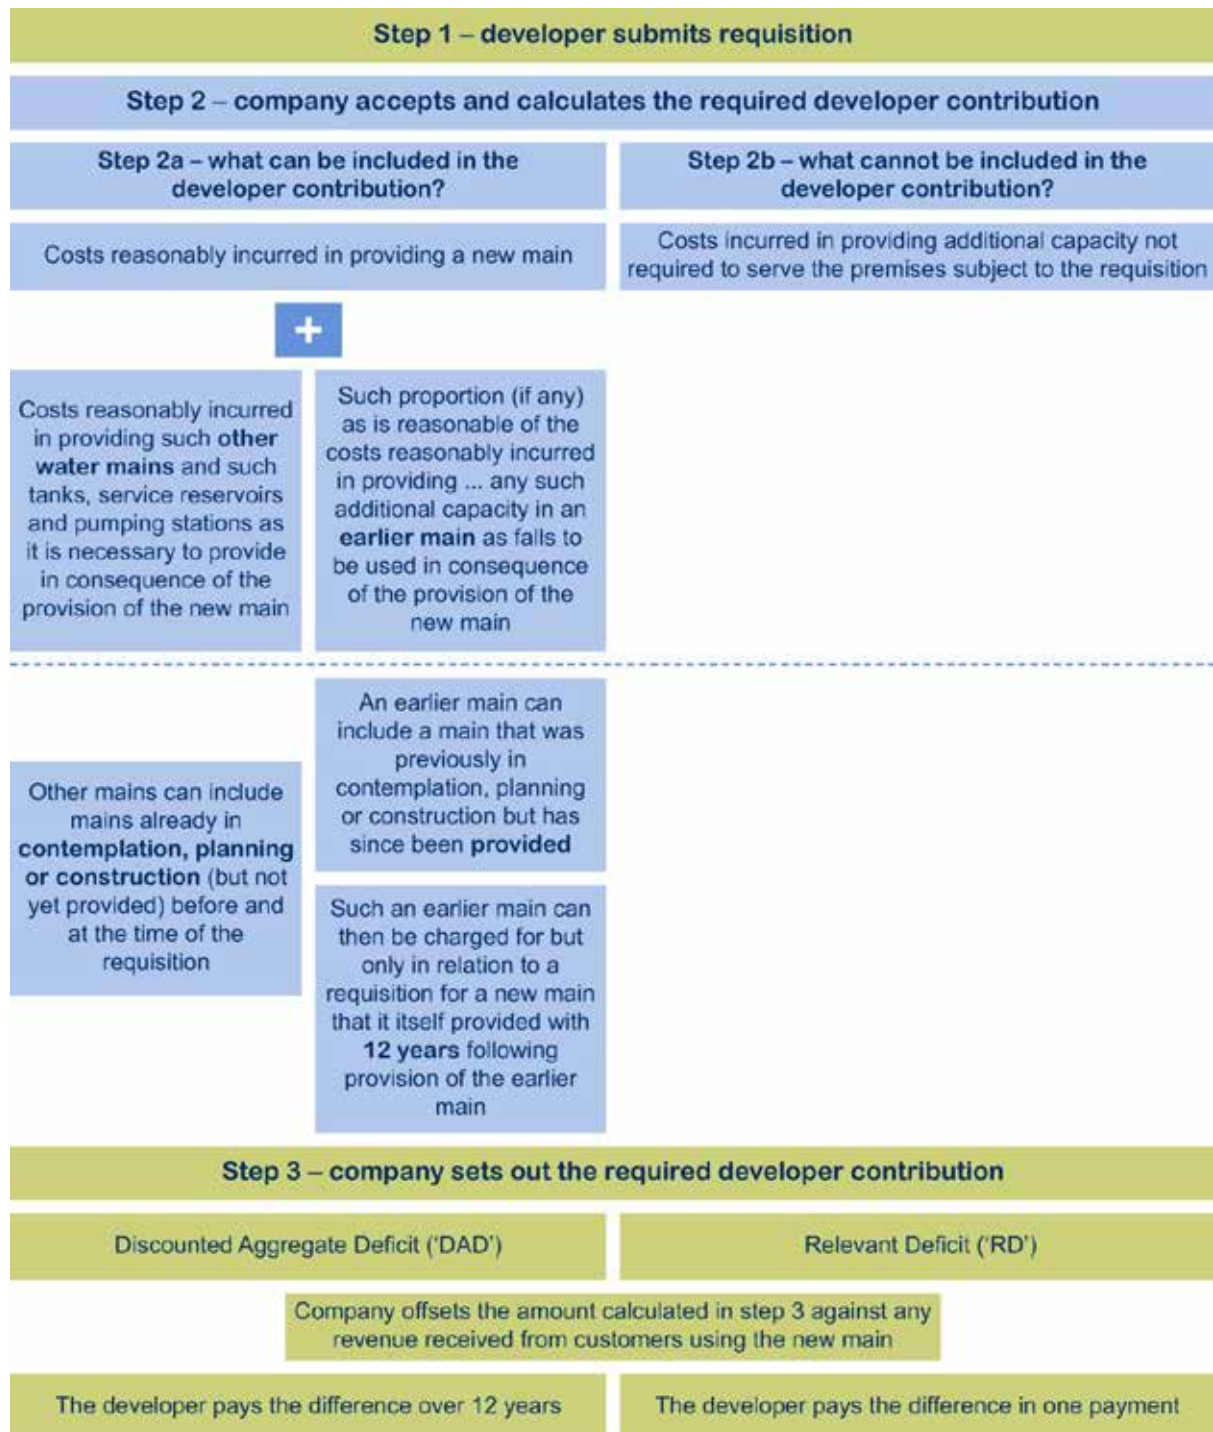 Step 1 – developer submits requisition
Step 2 – company accepts and calculates the required developer contribution
Step 2a – what can be included in the
developer contribution?
Step 2b – what cannot be included in the
developer contribution?
Costs reasonably incurred in providing a new main
Costs incurred in providing additional capacity not
required to serve the premises subject to the requisition
+
Costs reasonably incurred
in providing such other
water mains and such
tanks, service reservoirs
and pumping stations as
it is necessary to provide
in consequence of the
provision of the new main
Such proportion (if any)
as is reasonable of the
costs reasonably incurred
in providing ... any such
additional capacity in an
earlier main as falls to
be used in consequence
of the provision of the
new main
Other mains can include
mains already in
contemplation, planning
or construction (but not
yet provided) before and
at the time of the
requisition
An earlier main can
include a main that was
previously in
contemplation, planning
or construction but has
since been provided
Such an earlier main can
then be charged for but
only in relation to a
requisition for a new main
that it itself provided with
12 years following
provision of the earlier
main
Step 3 – company sets out the required developer contribution
Discounted Aggregate Deficit (‘DAD’)
Relevant Deficit (‘RD’)
Company offsets the amount calculated in step 3 against any
revenue received from customers using the new main
The developer pays the difference over 12 years
The developer pays the difference in one payment